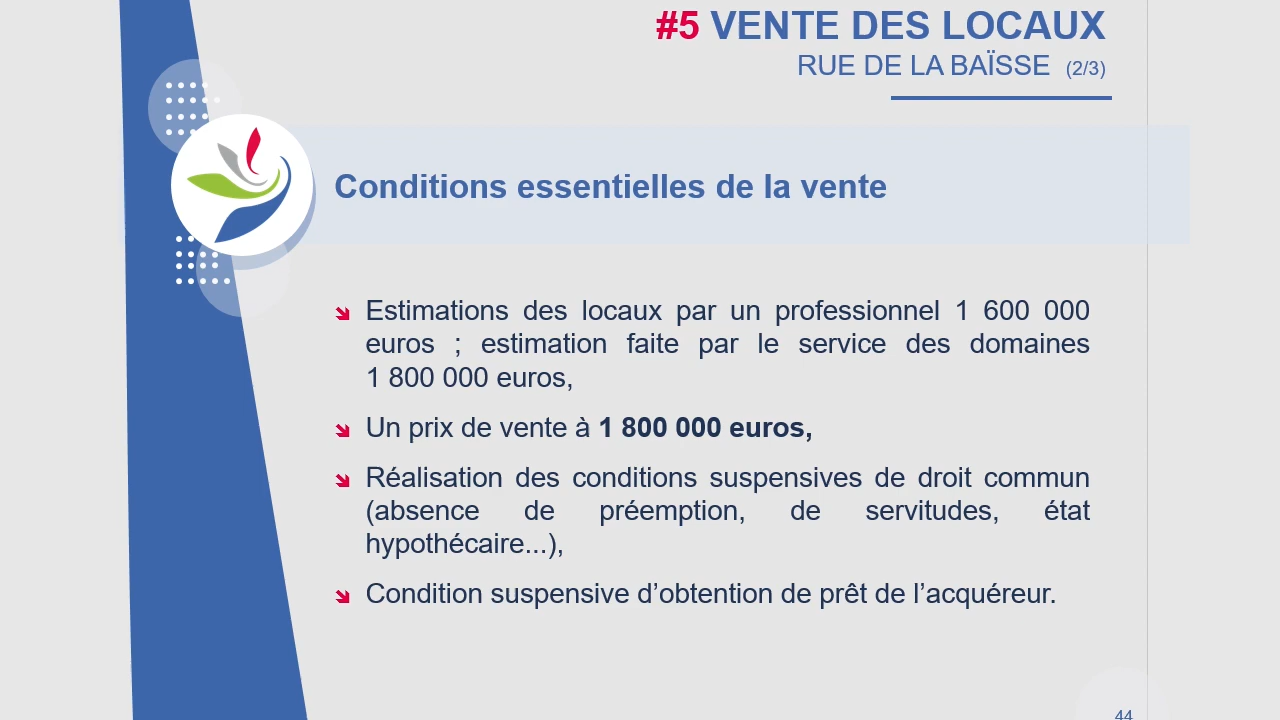 #5 VENTE DES LOCAUX
RUE DE LA BAÏSSE (2/3)
Conditions essentielles de la vente
Estimations des locaux par un professionnel 1 600 000
euros ; estimation faite par le service des domaines
1 800 000 euros,
Un prix de vente à 1 800 000 euros,
Réalisation des conditions suspensives de droit commun
(absence de préemption, de servitudes, état
hypothécaire...),
Condition suspensive d’obtention de prêt de l’acquéreur.
44